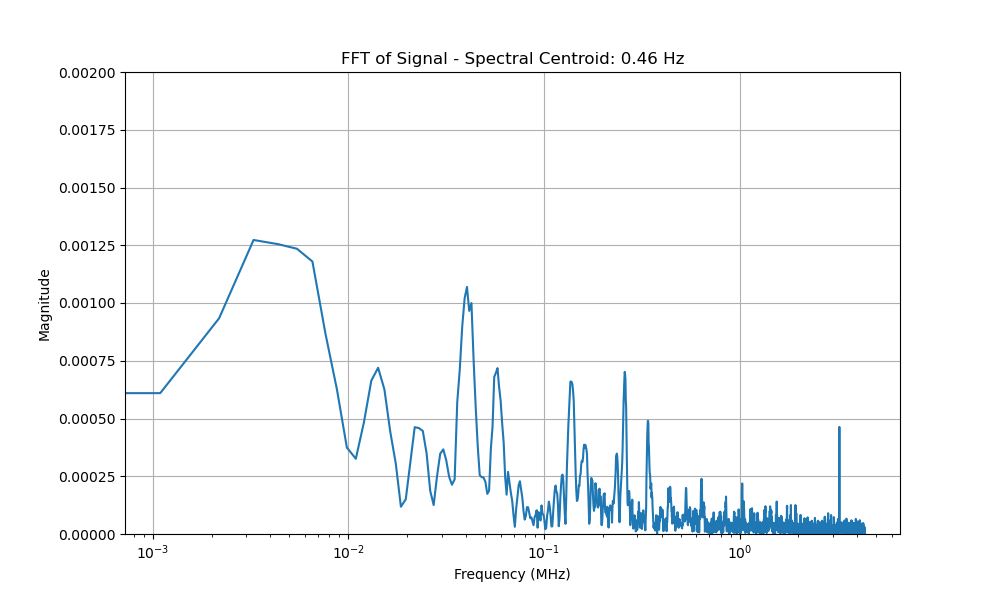 FFT of Signal - Spectral Centroid: 0.46 Hz
0.00200
0.00175
0.00150
0.00125
0.00100
0.00075
0.00050
0.00025
0.00000
Magnitude
10⁻³ 10⁻² 10⁻¹ 10⁰
Frequency (MHz)